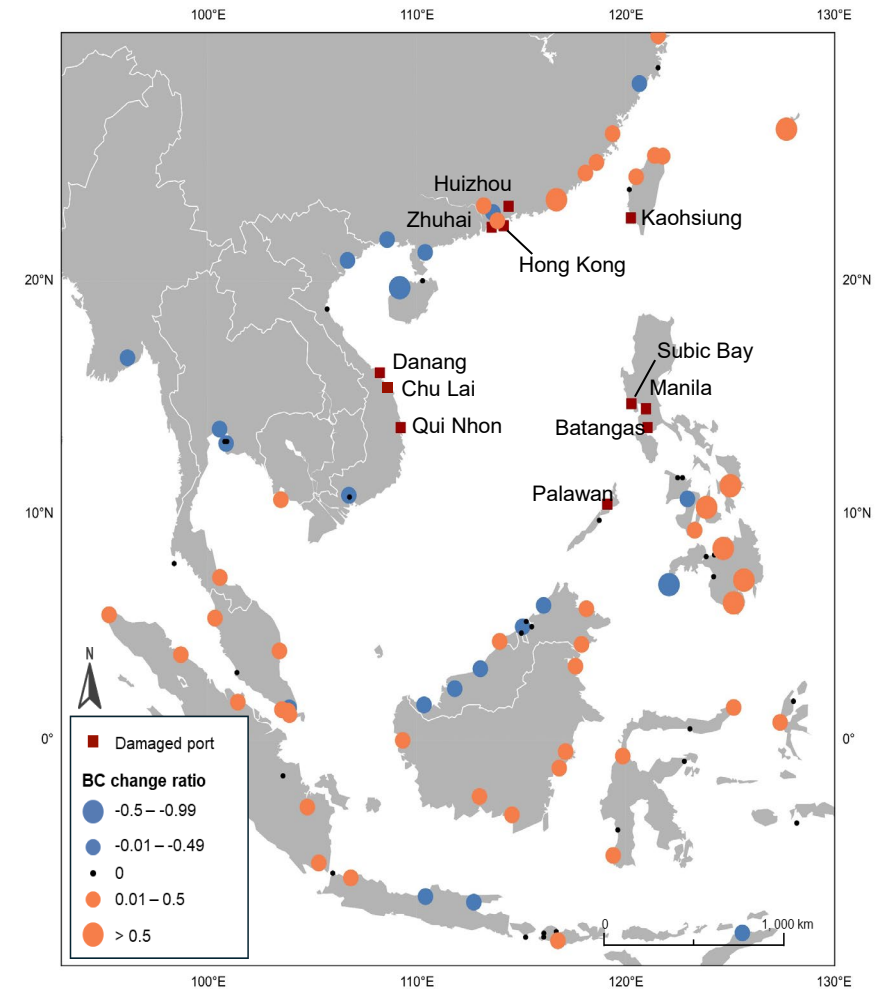 100°E 110°E 120°E 130°E
Huizhou
Zhuhai
Kaohsiung
Hong Kong
20°N 20°N
Subic Bay
Danang
Manila
Chu Lai
Qui Nhon
Batangas
Palawan
10°N 10°N
N
0° 0°
Damaged port
BC change ratio
-0.5 – -0.99
-0.01 – -0.49
0
0.01 – 0.5
> 0.5
0 1,000 km
100°E 110°E 120°E 130°E